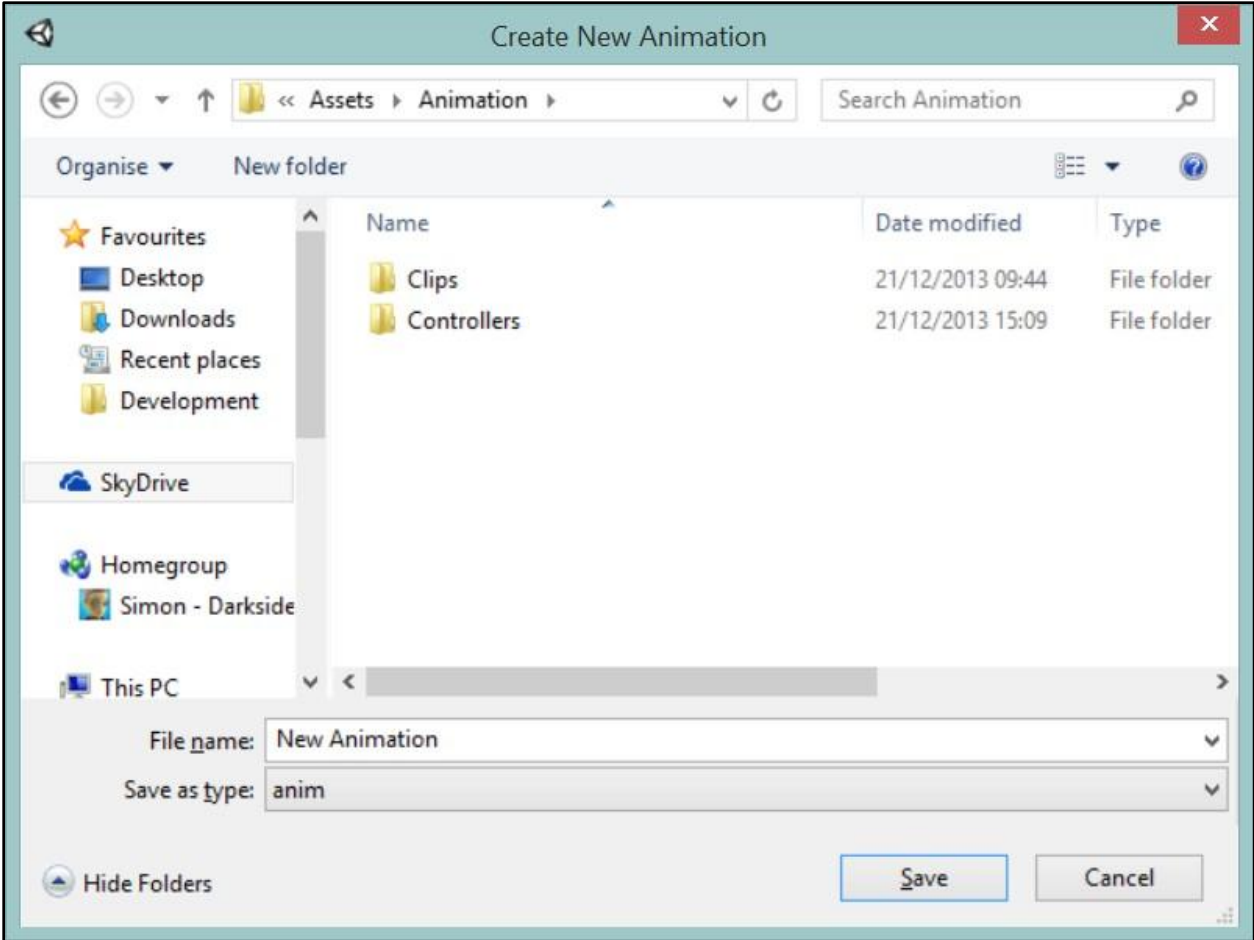 Create New Animation
« Assets Animation Search Animation
Organise New folder
Name Date modified Type
Favourites
Desktop
Downloads
Recent places
Development
SkyDrive
Homegroup
Simon - Darkside
This PC
Clips 21/12/2013 09:44 File folder
Controllers 21/12/2013 15:09 File folder
File name: New Animation
Save as type: anim
Hide Folders Save Cancel